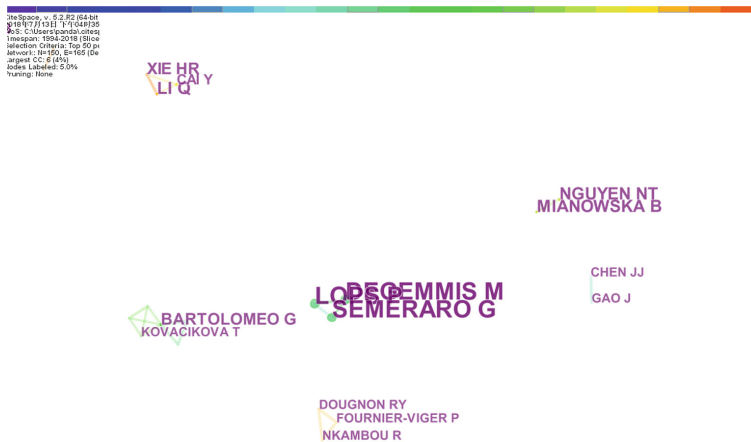 CiteSpace, v. 5.2.R2 (64-bit
2018年7月13日 下午04时35
WoS: C:\Users\panda\.citesp
Timespan: 1994-2018 (Slice
Selection Criteria: Top 50 pe
Network: N=150, E=165 (De
Largest CC: 6 (4%)
Nodes Labeled: 5.0%
Pruning: None
XIE HR
CAI Y
LI Q
NGUYEN NT
MIANOWSKA B
CHEN JJ
GAO J
LOPS P
DEGEMMIS M
SEMERARO G
BARTOLOMEO G
KOVACIKOVA T
DOUGNON RY
FOURNIER-VIGER P
NKAMBOU R